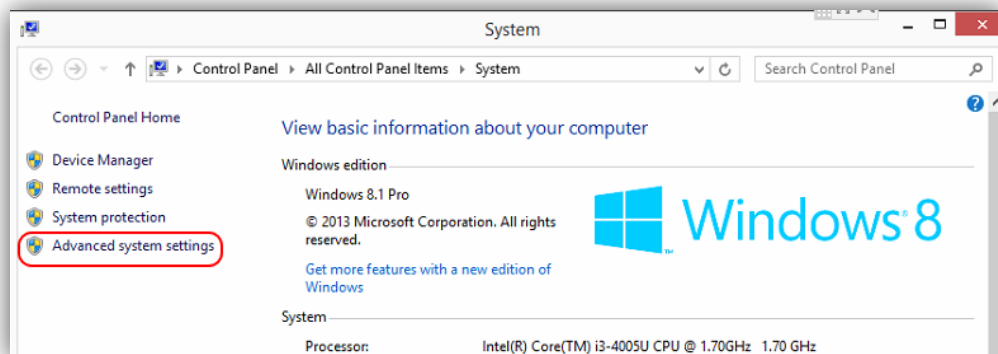 System
Control Panel All Control Panel Items System
Search Control Panel
Control Panel Home
Device Manager
Remote settings
System protection
Advanced system settings
View basic information about your computer
Windows edition
Windows 8.1 Pro
© 2013 Microsoft Corporation. All rights
reserved.
Get more features with a new edition of
Windows
Windows 8
System
Processor: Intel(R) Core(TM) i3-4005U CPU @ 1.70GHz 1.70 GHz